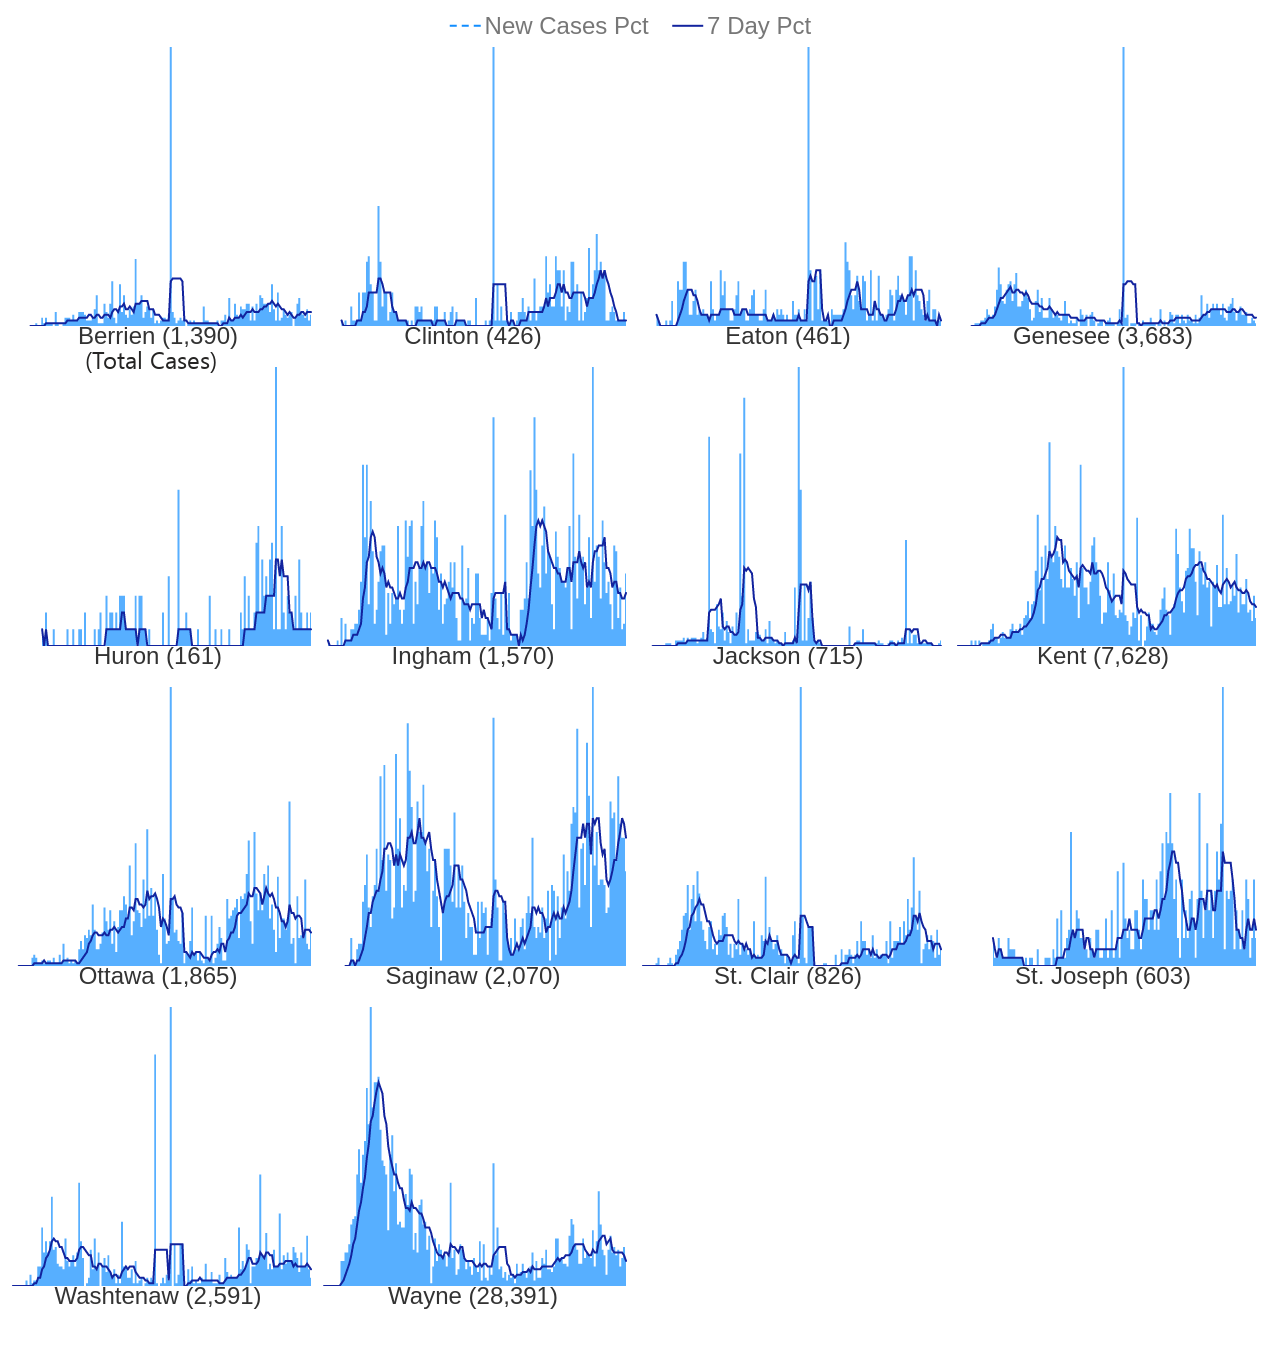 New Cases Pct 7 Day Pct
Berrien (1,390) Clinton (426) Eaton (461) Genesee (3,683)
(Total Cases)
Huron (161) Ingham (1,570) Jackson (715) Kent (7,628)
Ottawa (1,865) Saginaw (2,070) St. Clair (826) St. Joseph (603)
Washtenaw (2,591) Wayne (28,391)